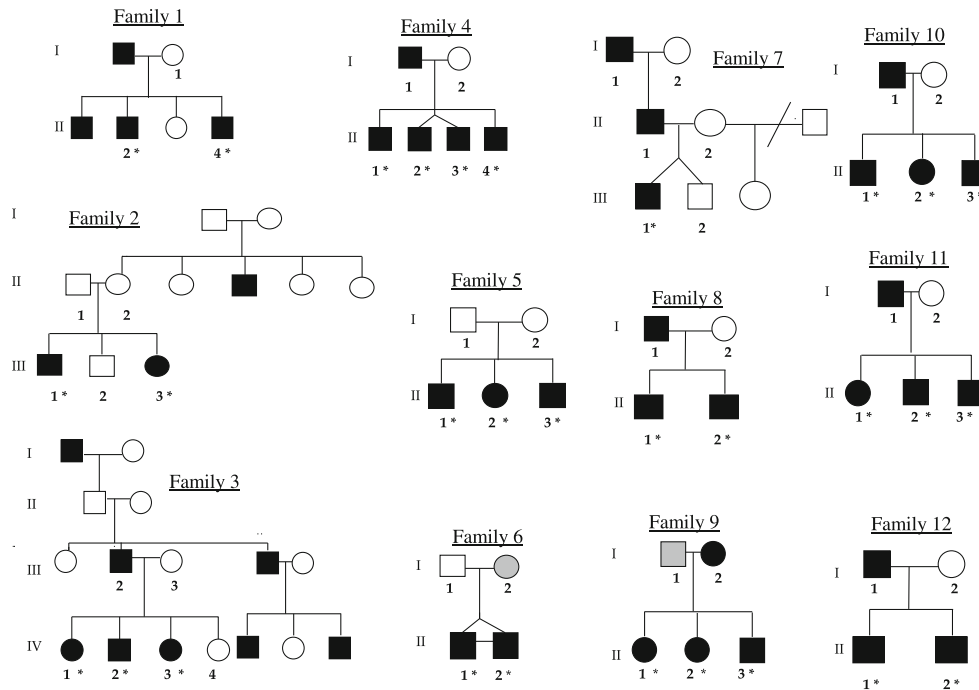 Family 1
I
1
II
2 *
4 *
Family 4
I
1
2
II
1 *
2 *
3 *
4 *
Family 7
I
1
2
II
1
2
III
1*
2
Family 10
I
1
2
II
1 *
2 *
3 *
Family 2
I
II
1
2
III
1 *
2
3 *
Family 5
I
1
2
II
1 *
2 *
3 *
Family 8
I
1
2
II
1 *
2 *
Family 11
I
1
2
II
1 *
2 *
3 *
Family 3
I
II
III
2
3
IV
1 *
2 *
3 *
4
Family 6
I
1
2
II
1 *
2 *
Family 9
I
1
2
II
1 *
2 *
3 *
Family 12
I
1
2
II
1 *
2 *